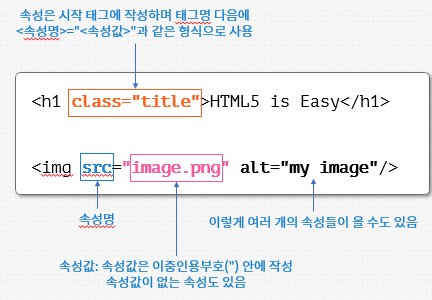 속성은 시작 태그에 작성하며 태그명 다음에
<속성명>="<속성값>"과 같은 형식으로 사용
<h1 class="title">HTML5 is Easy</h1>
<img src="image.png" alt="my image"/>
속성명
이렇게 여러 개의 속성들이 올 수도 있음
속성값: 속성값은 이중인용부호(") 안에 작성
속성값이 없는 속성도 있음